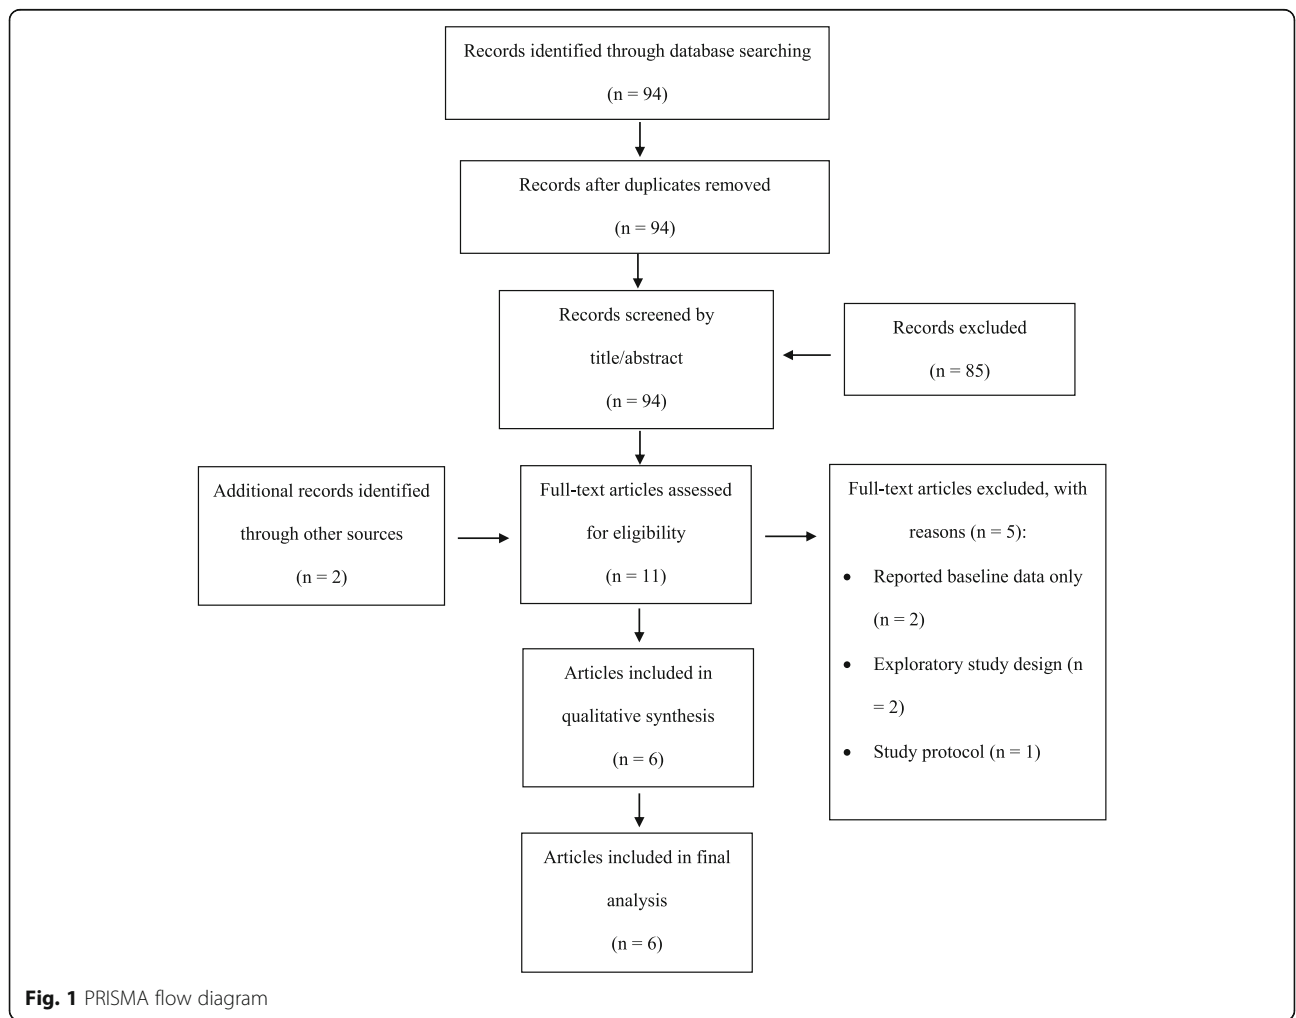 Records identified through database searching
(n = 94)
Records after duplicates removed
(n = 94)
Records screened by
title/abstract
(n = 94)
Records excluded
(n = 85)
Additional records identified
through other sources
(n = 2)
Full-text articles assessed
for eligibility
(n = 11)
Full-text articles excluded, with
reasons (n = 5):
• Reported baseline data only
(n = 2)
• Exploratory study design (n
= 2)
• Study protocol (n = 1)
Articles included in
qualitative synthesis
(n = 6)
Articles included in final
analysis
(n = 6)
Fig. 1 PRISMA flow diagram